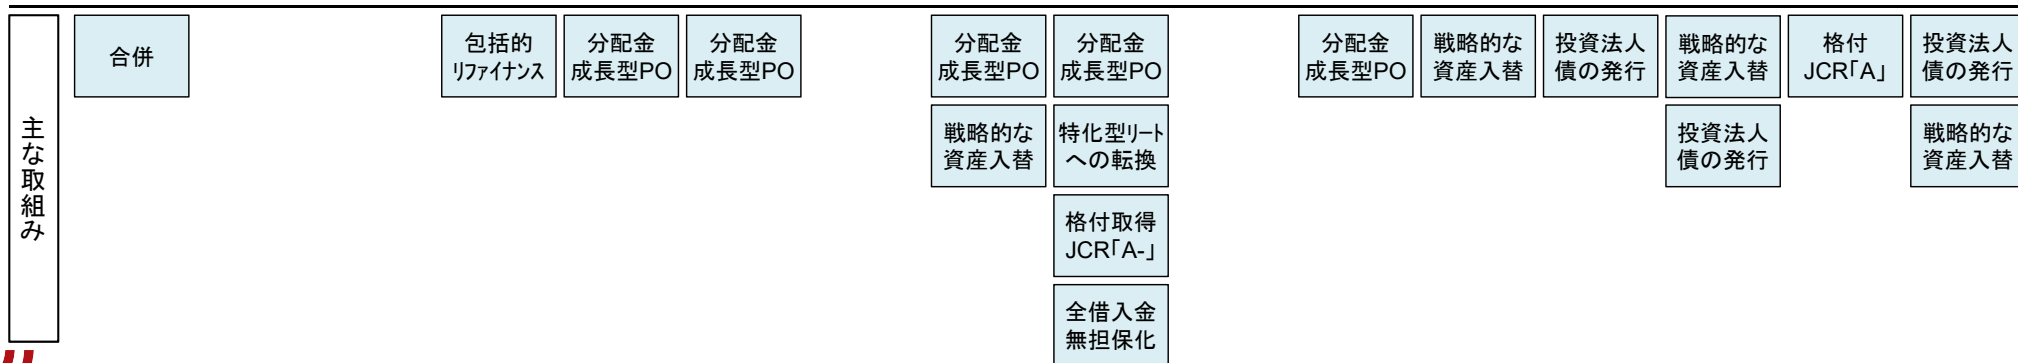 主な取組み
合併
包括的
リファイナンス
分配金
成長型PO
分配金
成長型PO
分配金
成長型PO
分配金
成長型PO
分配金
成長型PO
戦略的な
資産入替
投資法人
債の発行
戦略的な
資産入替
格付
JCR「A」
投資法人
債の発行
戦略的な
資産入替
特化型リート
への転換
投資法人
債の発行
戦略的な
資産入替
格付取得
JCR「A-」
全借入金
無担保化